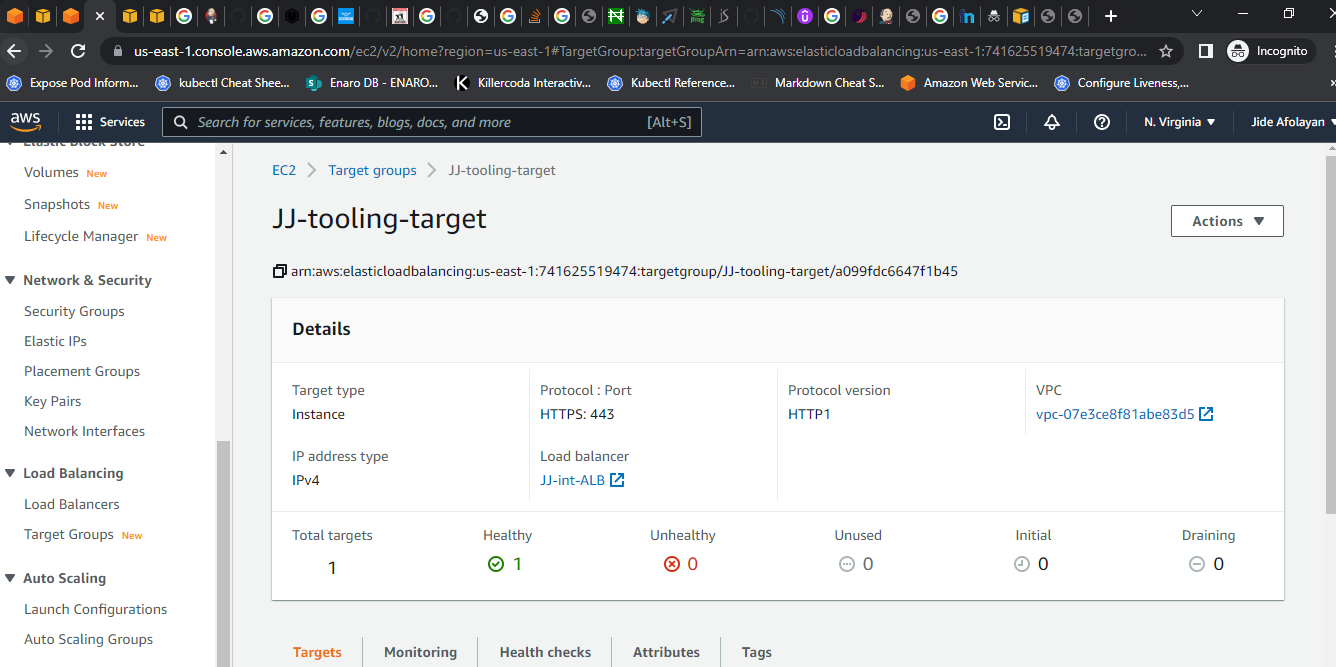 us-east-1.console.aws.amazon.com/ec2/v2/home?region=us-east-1#TargetGroup:targetGroupArn=arn:aws:elasticloadbalancing:us-east-1:741625519474:targetgro...
Incognito
Expose Pod Inform...
kubectl Cheat Shee...
Enaro DB - ENARO...
Killercoda Interactiv...
Kubectl Reference...
Markdown Cheat S...
Amazon Web Servic...
Configure Liveness,...
aws
Services
Search for services, features, blogs, docs, and more
[Alt+S]
N. Virginia
Jide Afolayan
Elastic Block Store
Volumes New
Snapshots New
Lifecycle Manager New
Network & Security
Security Groups
Elastic IPs
Placement Groups
Key Pairs
Network Interfaces
Load Balancing
Load Balancers
Target Groups New
Auto Scaling
Launch Configurations
Auto Scaling Groups
EC2 > Target groups > JJ-tooling-target
JJ-tooling-target
Actions
arn:aws:elasticloadbalancing:us-east-1:741625519474:targetgroup/JJ-tooling-target/a099fdc6647f1b45
Details
Target type
Instance
Protocol : Port
HTTPS: 443
Protocol version
HTTP1
VPC
vpc-07e3ce8f81abe83d5
IP address type
IPv4
Load balancer
JJ-int-ALB
Total targets
1
Healthy
1
Unhealthy
0
Unused
0
Initial
0
Draining
0
Targets
Monitoring
Health checks
Attributes
Tags